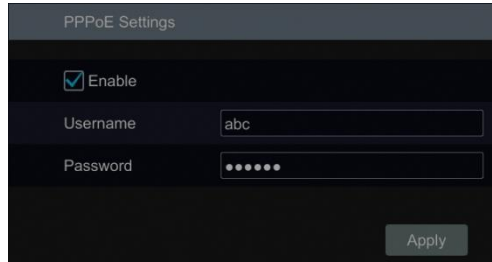 PPPoE Settings
Enable
Username abc
Password ●●●●●●
Apply